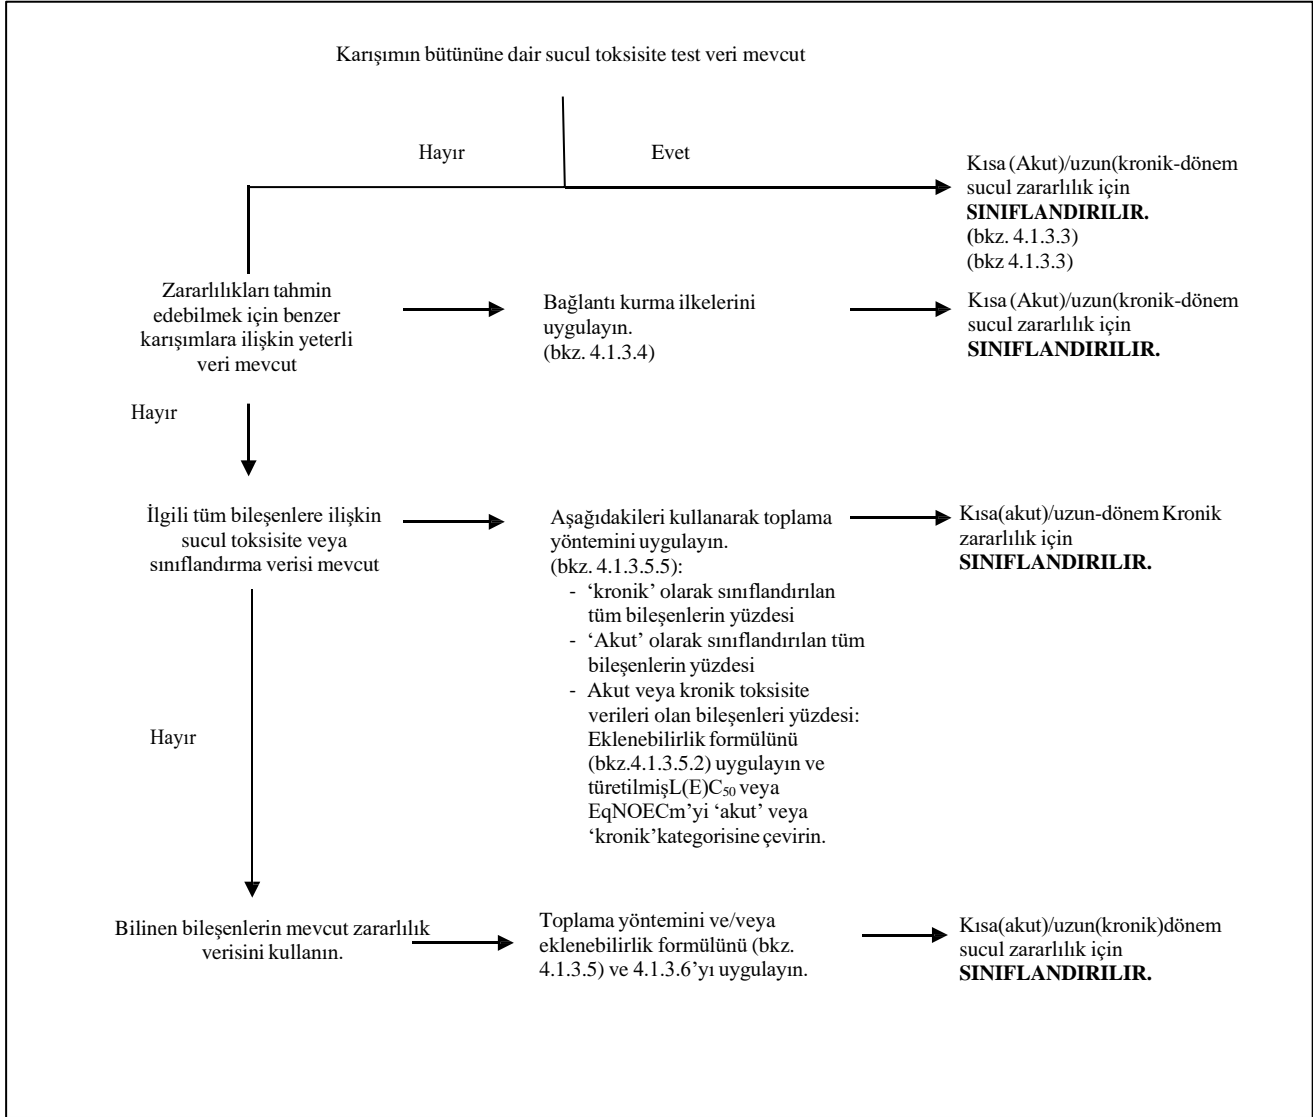 Karışımın bütününe dair sucul toksisite test veri mevcut
Hayır
Evet
Kısa (Akut)/uzun(kronik-dönem
sucul zararlılık için
SINIFLANDIRILIR.
(bkz. 4.1.3.3)
(bkz 4.1.3.3)
Zararlılıkları tahmin
edebilmek için benzer
karışımlara ilişkin yeterli
veri mevcut
Bağlantı kurma ilkelerini
uygulayın.
(bkz. 4.1.3.4)
Kısa (Akut)/uzun(kronik-dönem
sucul zararlılık için
SINIFLANDIRILIR.
Hayır
İlgili tüm bileşenlere ilişkin
sucul toksisite veya
sınıflandırma verisi mevcut
Aşağıdakileri kullanarak toplama
yöntemini uygulayın.
(bkz. 4.1.3.5.5):
- ‘kronik’ olarak sınıflandırılan
tüm bileşenlerin yüzdesi
- ‘Akut’ olarak sınıflandırılan tüm
bileşenlerin yüzdesi
- Akut veya kronik toksisite
verileri olan bileşenleri yüzdesi:
Eklenebilirlik formülünü
(bkz.4.1.3.5.2) uygulayın ve
türetilmişL(E)C₅₀ veya
EqNOECm’yi ‘akut’ veya
‘kronik’kategorisine çevirin.
Kısa(akut)/uzun-dönem Kronik
zararlılık için
SINIFLANDIRILIR.
Hayır
Bilinen bileşenlerin mevcut zararlılık
verisini kullanın.
Toplama yöntemini ve/veya
eklenebilirlik formülünü (bkz.
4.1.3.5) ve 4.1.3.6’yı uygulayın.
Kısa(akut)/uzun(kronik)dönem
sucul zararlılık için
SINIFLANDIRILIR.